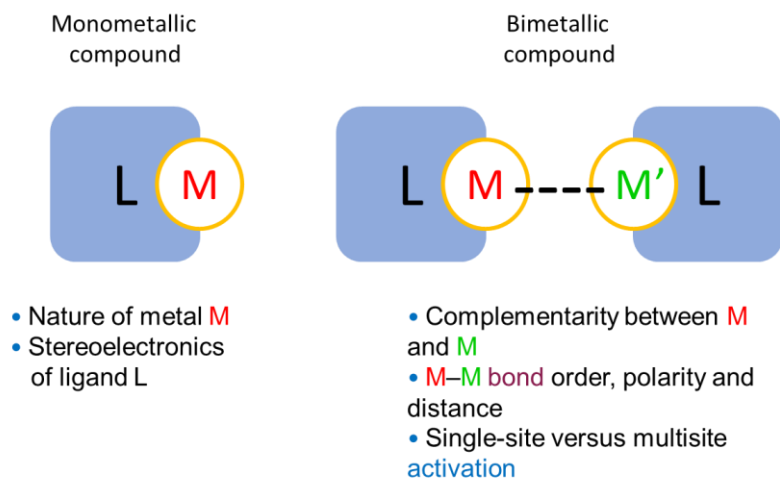 Monometallic
compound
Bimetallic
compound
L M
L M M’ L
• Nature of metal M
• Stereoelectronics
of ligand L
• Complementarity between M
and M
• M–M bond order, polarity and
distance
• Single-site versus multisite
activation